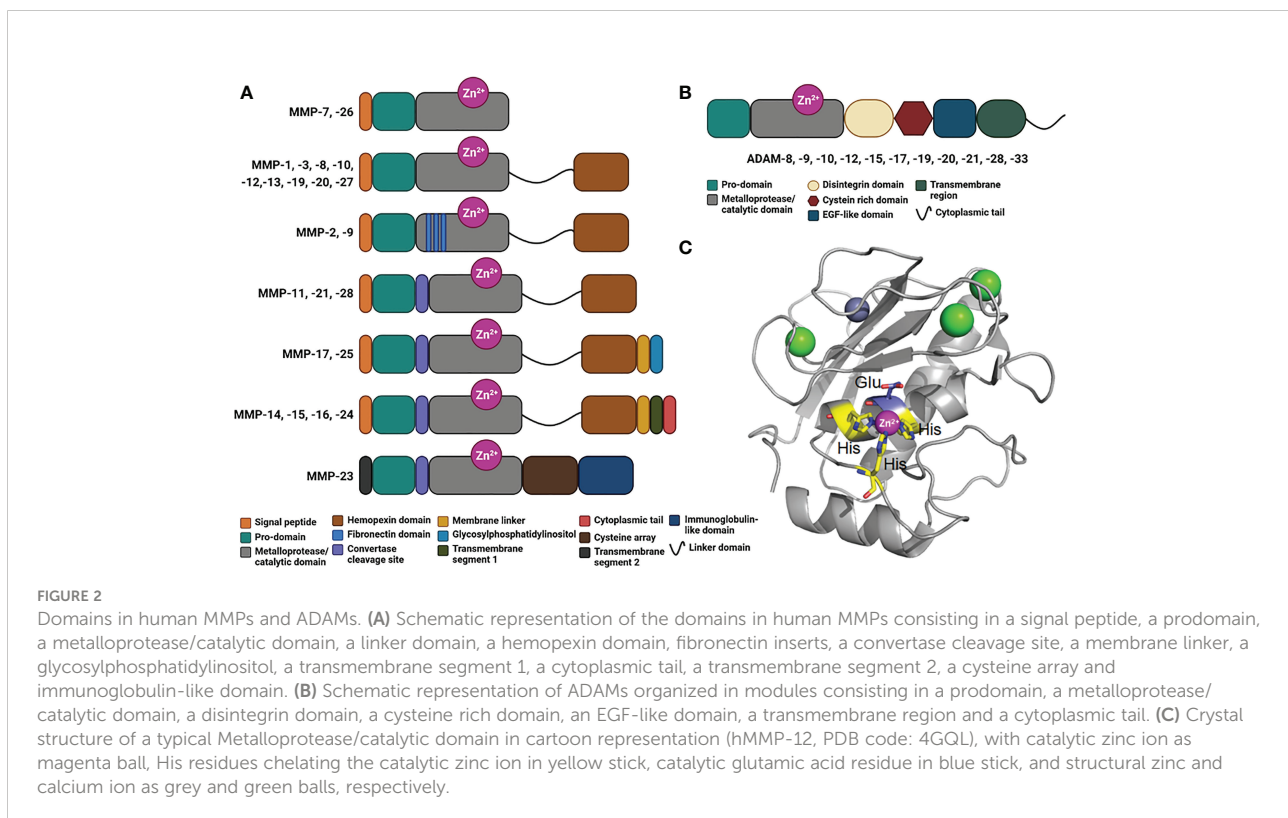 A
MMP-7, -26
Zn2+
MMP-1, -3, -8, -10,
-12,-13, -19, -20, -27
Zn2+
MMP-2, -9
Zn2+
MMP-11, -21, -28
Zn2+
MMP-17, -25
Zn2+
MMP-14, -15, -16, -24
Zn2+
MMP-23
Zn2+
Signal peptide
Pro-domain
Metalloprotease/
catalytic domain
Hemopexin domain
Fibronectin domain
Convertase
cleavage site
Membrane linker
Glycosylphosphatidylinositol
Transmembrane
segment 1
Cytoplasmic tail
Cysteine array
Transmembrane
segment 2
Immunoglobulin-
like domain
Linker domain
B
Zn2+
ADAM-8, -9, -10, -12, -15, -17, -19, -20, -21, -28, -33
Pro-domain
Metalloprotease/
catalytic domain
Disintegrin domain
Cystein rich domain
EGF-like domain
Transmembrane
region
Cytoplasmic tail
C
Glu
Zn2+
His
His
His
FIGURE 2
Domains in human MMPs and ADAMs. (A) Schematic representation of the domains in human MMPs consisting in a signal peptide, a prodomain,
a metalloprotease/catalytic domain, a linker domain, a hemopexin domain, fibronectin inserts, a convertase cleavage site, a membrane linker, a
glycosylphosphatidylinositol, a transmembrane segment 1, a cytoplasmic tail, a transmembrane segment 2, a cysteine array and
immunoglobulin-like domain. (B) Schematic representation of ADAMs organized in modules consisting in a prodomain, a metalloprotease/
catalytic domain, a disintegrin domain, a cysteine rich domain, an EGF-like domain, a transmembrane region and a cytoplasmic tail. (C) Crystal
structure of a typical Metalloprotease/catalytic domain in cartoon representation (hMMP-12, PDB code: 4GQL), with catalytic zinc ion as
magenta ball, His residues chelating the catalytic zinc ion in yellow stick, catalytic glutamic acid residue in blue stick, and structural zinc and
calcium ion as grey and green balls, respectively.